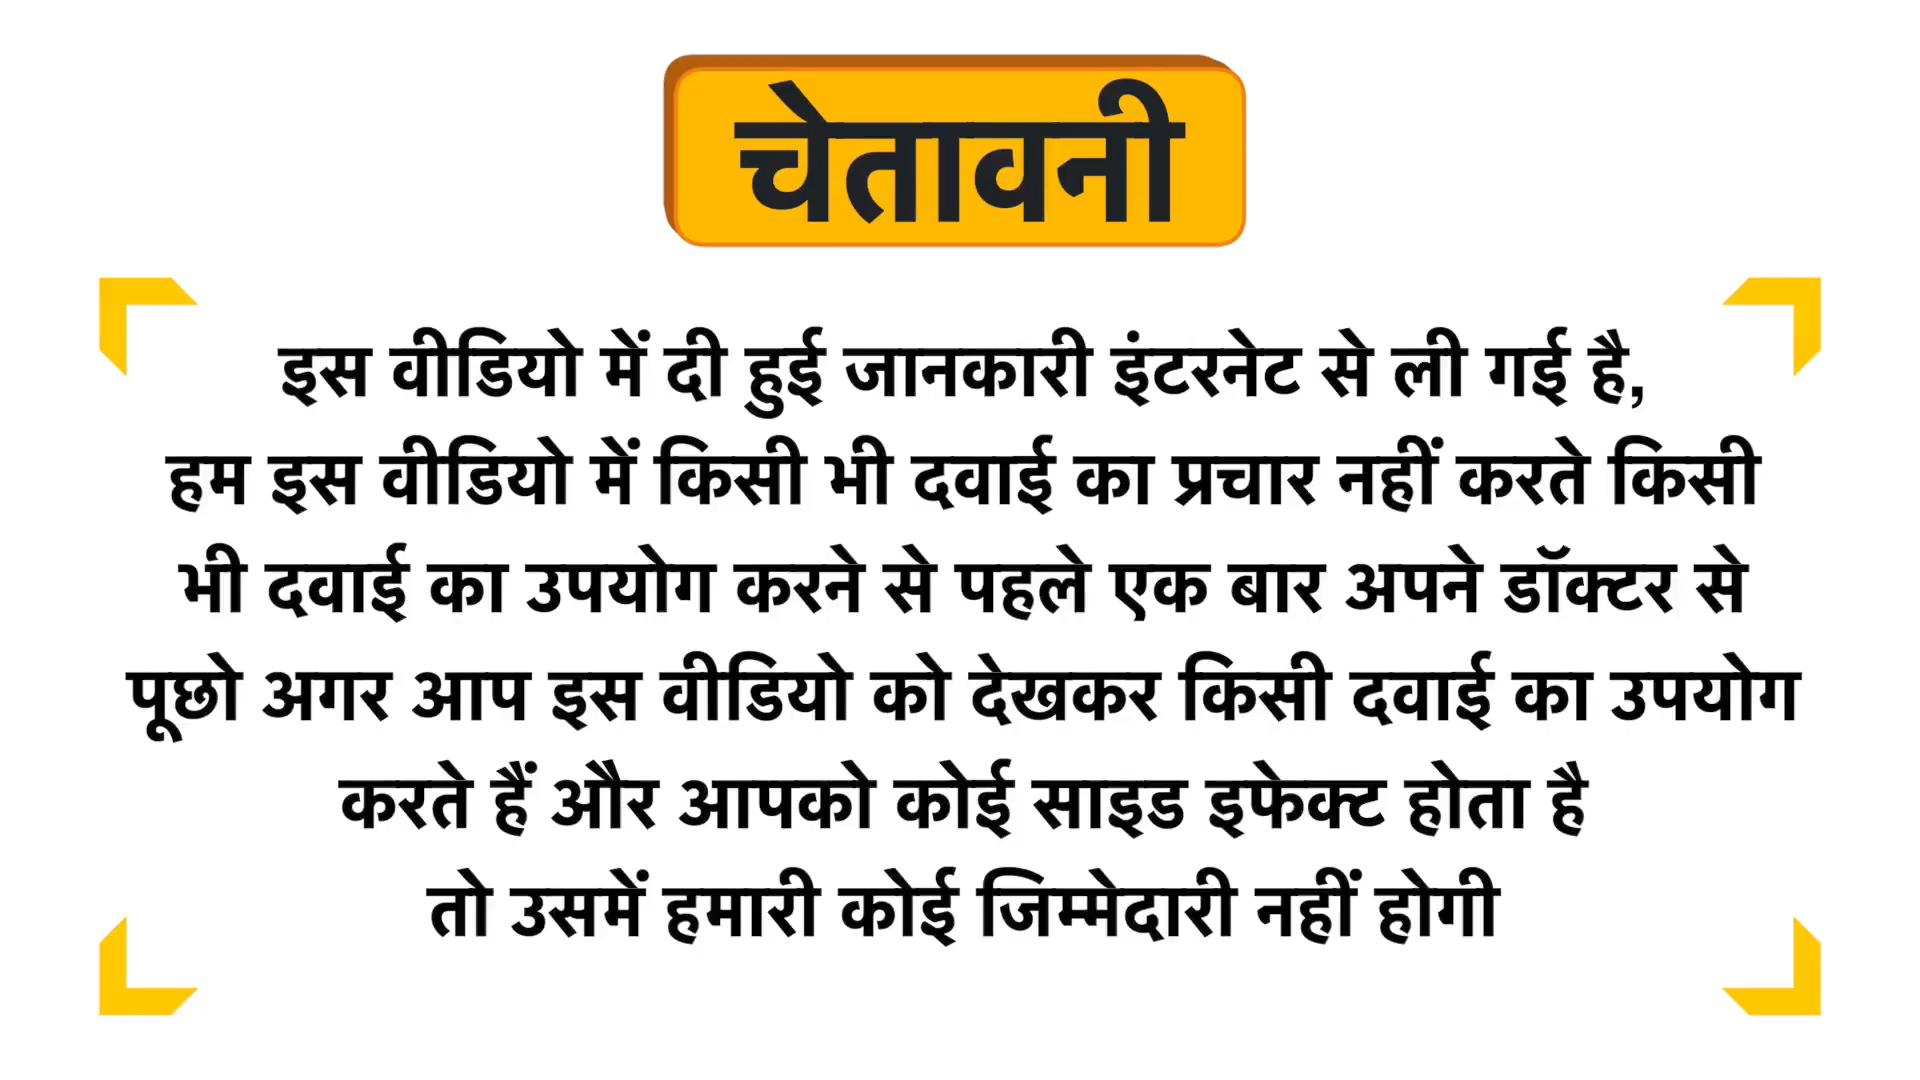 चेतावनी
इस वीडियो में दी हुई जानकारी इंटरनेट से ली गई है,
हम इस वीडियो में किसी भी दवाई का प्रचार नहीं करते किसी
भी दवाई का उपयोग करने से पहले एक बार अपने डॉक्टर से
पूछो अगर आप इस वीडियो को देखकर किसी दवाई का उपयोग
करते हैं और आपको कोई साइड इफेक्ट होता है
तो उसमें हमारी कोई जिम्मेदारी नहीं होगी